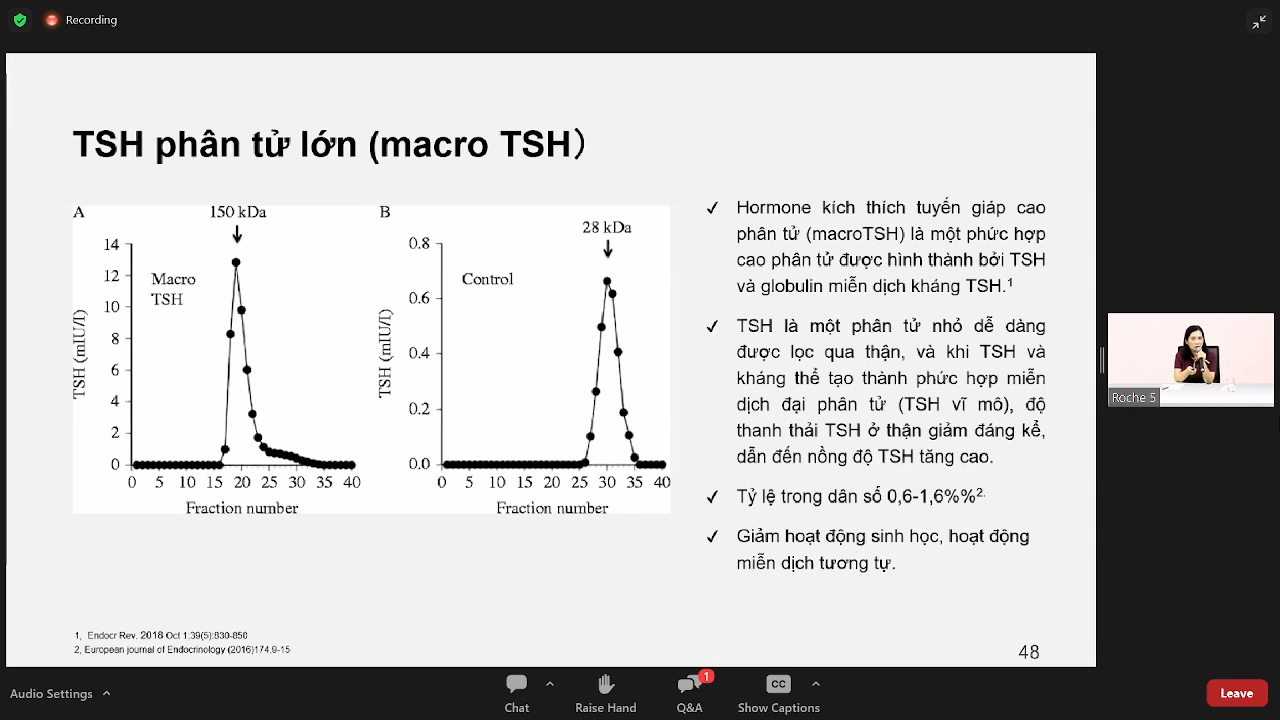 Recording
TSH phân tử lớn (macro TSH)
A
150 kDa
Macro
TSH
TSH (mIU/l)
14
12
10
8
6
4
2
0
0 5 10 15 20 25 30 35 40
Fraction number
B
28 kDa
Control
TSH (mIU/l)
0.8
0.6
0.4
0.2
0.0
0 5 10 15 20 25 30 35 40
Fraction number
✓ Hormone kích thích tuyến giáp cao
phân tử (macroTSH) là một phức hợp
cao phân tử được hình thành bởi TSH
và globulin miễn dịch kháng TSH.1
✓ TSH là một phân tử nhỏ dễ dàng
được lọc qua thận, và khi TSH và
kháng thể tạo thành phức hợp miễn
dịch đại phân tử (TSH vĩ mô), độ
thanh thải TSH ở thận giảm đáng kể,
dẫn đến nồng độ TSH tăng cao.
✓ Tỷ lệ trong dân số 0,6-1,6%%2.
✓ Giảm hoạt động sinh học, hoạt động
miễn dịch tương tự.
1, Endocr Rev. 2018 Oct 1;39(5):830-850
2, European journal of Endocrinology (2016)174,9-15
48
Roche 5
Audio Settings
Chat
Raise Hand
1
Q&A
CC
Show Captions
Leave